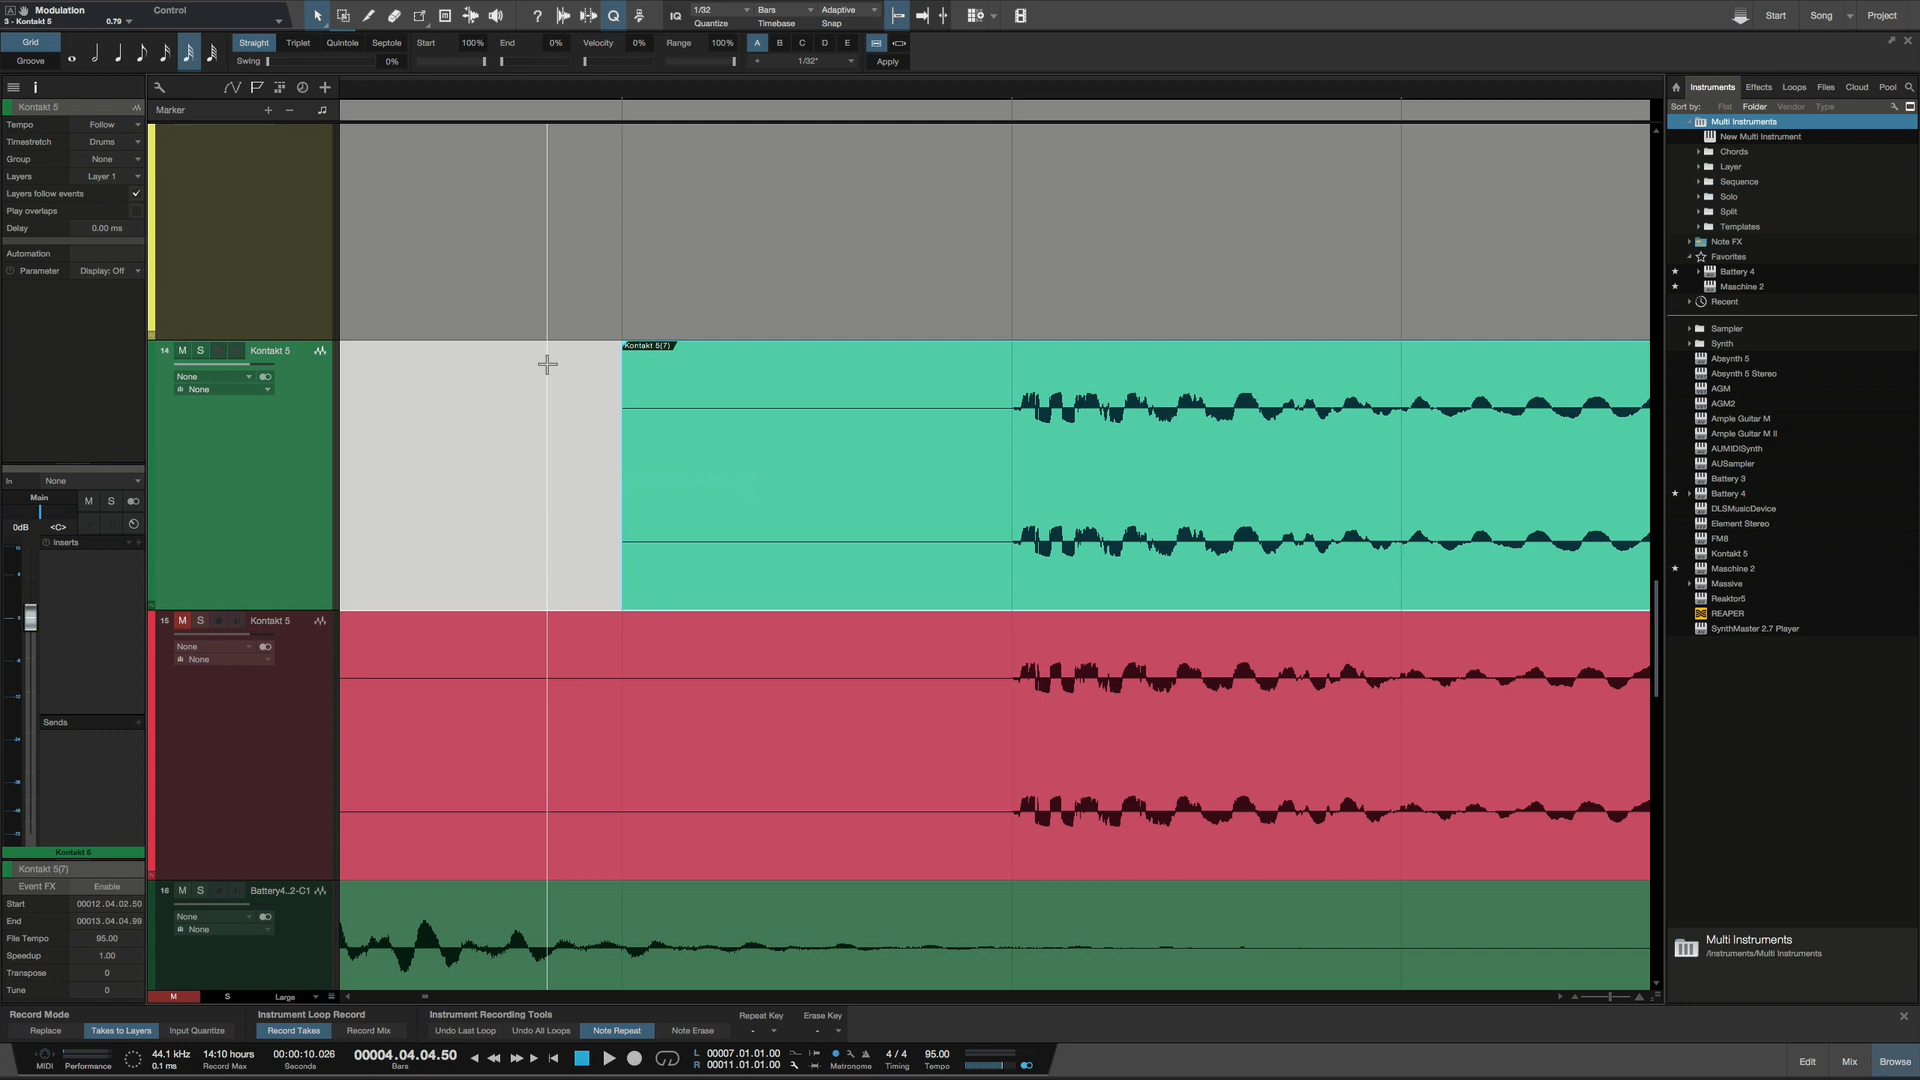 Modulation Control
3 - Kontakt 5 0.79
IQ 1/32 Bars Adaptive Start Song Project
Quantize Timebase Snap
Grid Straight Triplet Quintole Septole Start 100% End 0% Velocity 0% Range 100% A B C D E
Groove Swing 0% 1/32* Apply
Marker
Kontakt 5
Tempo Follow
Timestretch Drums
Group None
Layers Layer 1
Layers follow events
Play overlaps
Delay 0.00 ms
Automation
Parameter Display: Off
In None
Main M S
0dB <C>
Inserts
Sends
Kontakt 5
Kontakt 5(7)
Event FX Enable
Start 00012.04.02.50
End 00013.04.04.99
File Tempo 95.00
Speedup 1.00
Transpose 0
Tune 0
14 M S Kontakt 5
None
None
Kontakt 5(7)
15 M S Kontakt 5
None
None
16 M S Battery4..2-C1
None
None
M S Large
Instruments Effects Loops Files Cloud Pool
Sort by: Flat Folder Vendor Type
Multi Instruments
New Multi Instrument
Chords
Layer
Sequence
Solo
Split
Templates
Note FX
Favorites
Battery 4
Maschine 2
Recent
Sampler
Synth
Absynth 5
Absynth 5 Stereo
AGM
AGM2
Ample Guitar M
Ample Guitar M II
AUMIDISynth
AUSampler
Battery 3
Battery 4
DLSMusicDevice
Element Stereo
FM8
Kontakt 5
Maschine 2
Massive
Reaktor5
REAPER
SynthMaster 2.7 Player
Multi Instruments
/Instruments/Multi Instruments
Record Mode Instrument Loop Record Instrument Recording Tools Repeat Key Erase Key
Replace Takes to Layers Input Quantize Record Takes Record Mix Undo Last Loop Undo All Loops Note Repeat Note Erase - -
MIDI Performance 44.1 kHz 0.1 ms 14:10 hours Record Max 00:00:10.026 Seconds 00004.04.04.50 Bars L 00007.01.01.00 R 00011.01.01.00 Metronome 4 / 4 Timing 95.00 Tempo Edit Mix Browse